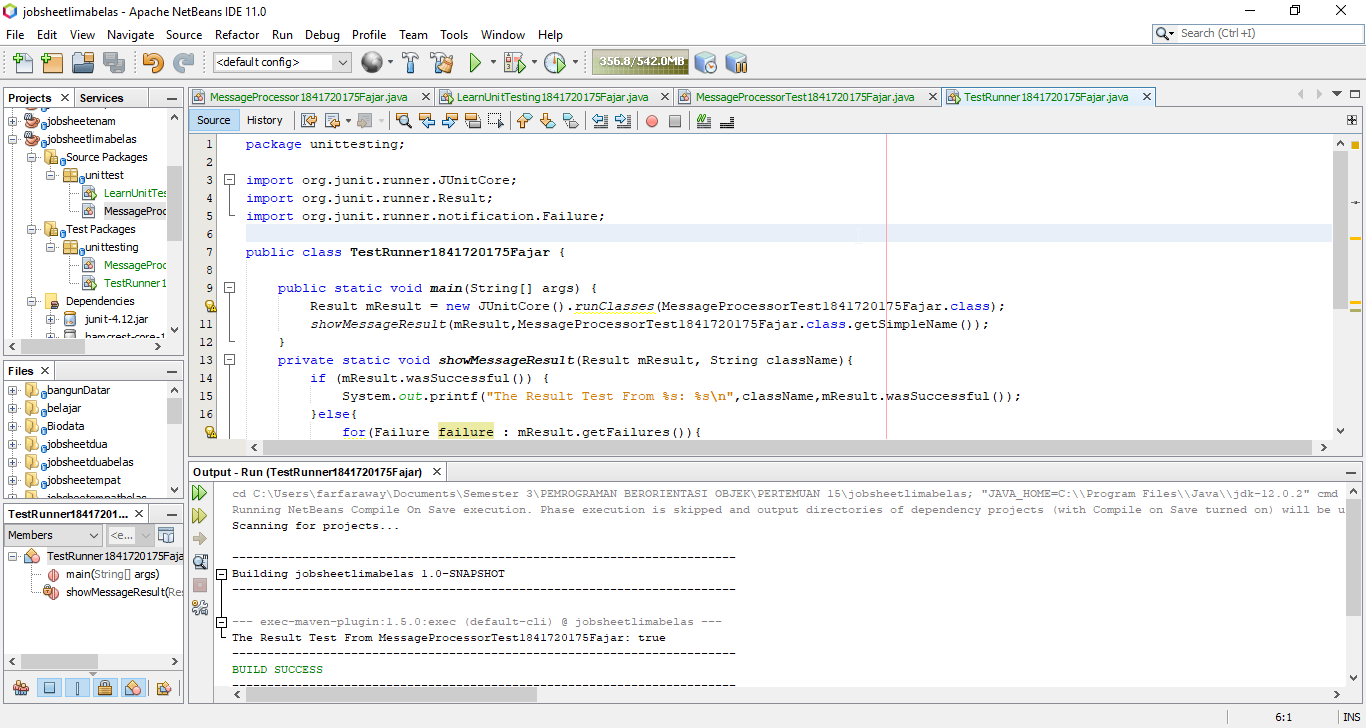 jobsheetlimabelas - Apache NetBeans IDE 11.0
File Edit View Navigate Source Refactor Run Debug Profile Team Tools Window Help
Search (Ctrl+I)
<default config>
356.8/542.0MB
Projects Services
jobsheetenam
jobsheetlimabelas
Source Packages
unittest
LearnUnitTes
MessageProc
Test Packages
unittesting
MessageProc
TestRunner1
Dependencies
junit-4.12.jar
hamcrest-core-1
Files
bangunDatar
belajar
Biodata
jobsheetdua
jobsheetduabelas
jobsheetempat
jobsheetempatbelas
TestRunner18417201...
Members
<e...
TestRunner1841720175Faja
main(String[] args)
showMessageResult(Res
MessageProcessor1841720175Fajar.java LearnUnitTesting1841720175Fajar.java MessageProcessorTest1841720175Fajar.java TestRunner1841720175Fajar.java
Source History
1 package unittesting;
2
3 import org.junit.runner.JUnitCore;
4 import org.junit.runner.Result;
5 import org.junit.runner.notification.Failure;
6
7 public class TestRunner1841720175Fajar {
8
9 public static void main(String[] args) {
Result mResult = new JUnitCore().runClasses(MessageProcessorTest1841720175Fajar.class);
11 showMessageResult(mResult,MessageProcessorTest1841720175Fajar.class.getSimpleName());
12 }
13 private static void showMessageResult(Result mResult, String className){
14 if (mResult.wasSuccessful()) {
15 System.out.printf("The Result Test From %s: %s\n",className,mResult.wasSuccessful());
16 }else{
for(Failure failure : mResult.getFailures()){
Output - Run (TestRunner1841720175Fajar)
cd C:\Users\farfaraway\Documents\Semester 3\PEMROGRAMAN BERORIENTASI OBJEK\PERTEMUAN 15\jobsheetlimabelas; "JAVA_HOME=C:\\Program Files\\Java\\jdk-12.0.2" cmd
Running NetBeans Compile On Save execution. Phase execution is skipped and output directories of dependency projects (with Compile on Save turned on) will be u
Scanning for projects...
------------------------------------------------------------------------
Building jobsheetlimabelas 1.0-SNAPSHOT
------------------------------------------------------------------------
--- exec-maven-plugin:1.5.0:exec (default-cli) @ jobsheetlimabelas ---
The Result Test From MessageProcessorTest1841720175Fajar: true
------------------------------------------------------------------------
BUILD SUCCESS
------------------------------------------------------------------------
6:1 INS